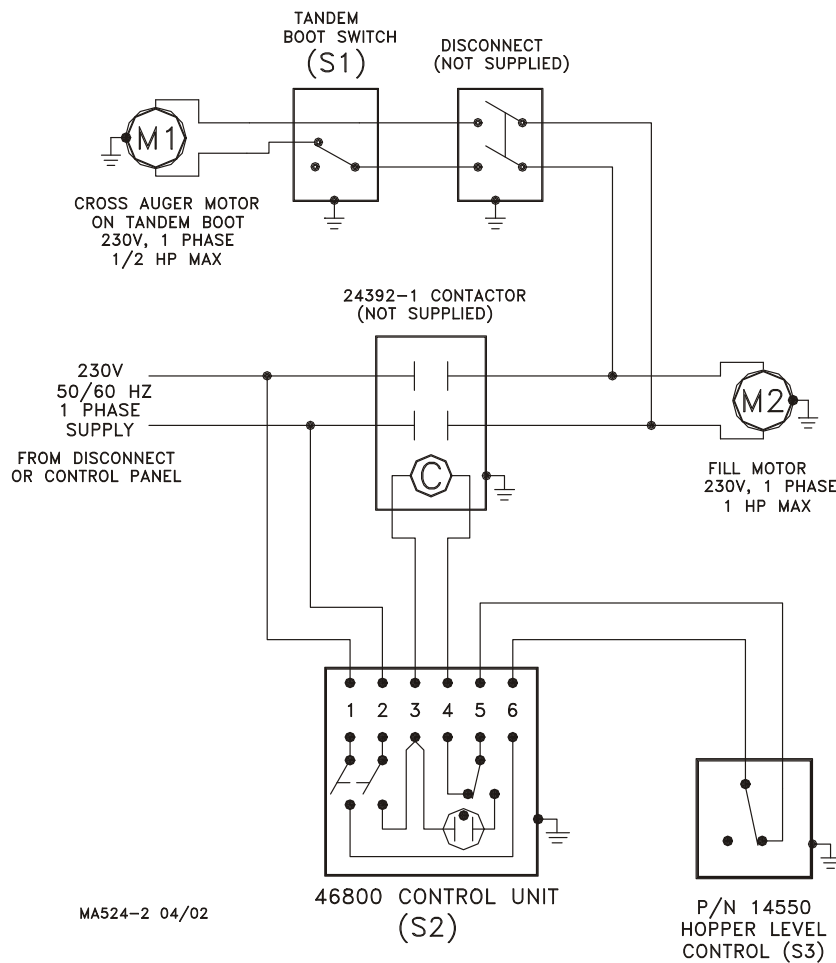 TANDEM
BOOT SWITCH
(S1)
DISCONNECT
(NOT SUPPLIED)
M1
CROSS AUGER MOTOR
ON TANDEM BOOT
230V, 1 PHASE
1/2 HP MAX
24392-1 CONTACTOR
(NOT SUPPLIED)
230V
50/60 HZ
1 PHASE
SUPPLY
FROM DISCONNECT
OR CONTROL PANEL
C
M2
FILL MOTOR
230V, 1 PHASE
1 HP MAX
1 2 3 4 5 6
46800 CONTROL UNIT
(S2)
MA524-2 04/02
P/N 14550
HOPPER LEVEL
CONTROL (S3)